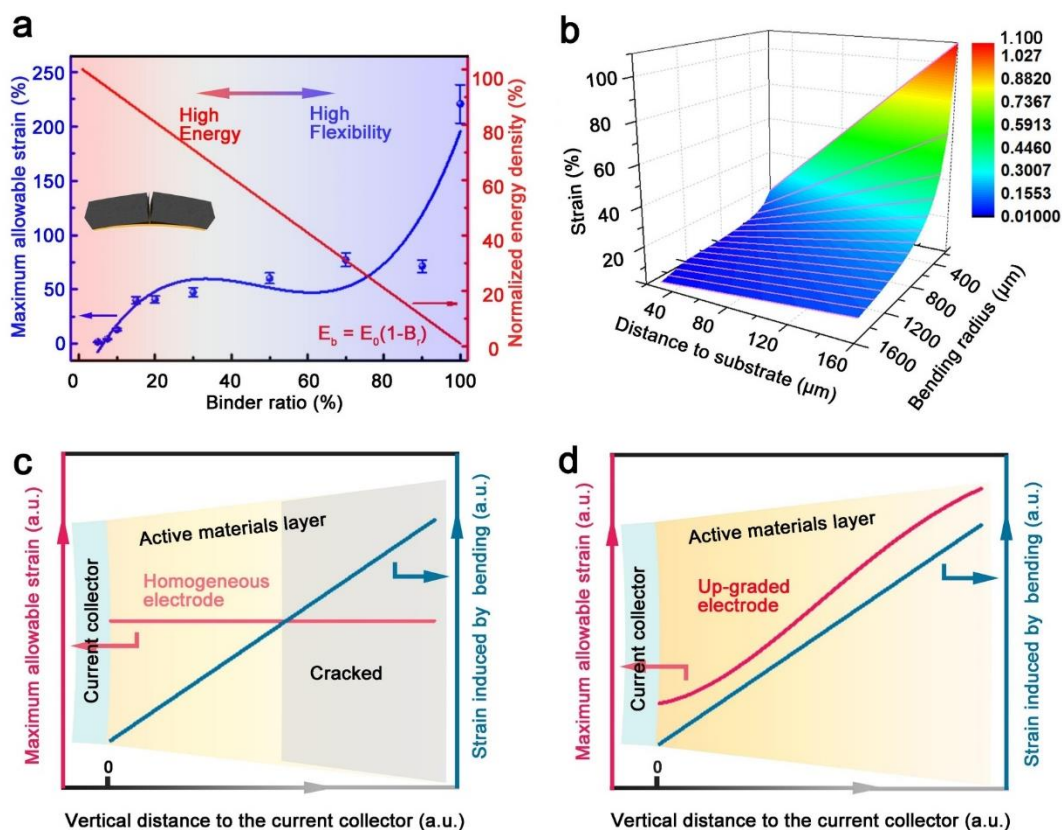 a
Maximum allowable strain (%)
250
200
150
100
50
0
High
Energy
High
Flexibility
E_b = E_0(1-B_r)
100
80
60
40
20
0
Normalized energy density (%)
0 20 40 60 80 100
Binder ratio (%)
b
Strain (%)
100
80
60
40
20
40 80 120 160
Distance to substrate (μm)
400
800
1200
1600
Bending radius (μm)
1.100
1.027
0.8820
0.7367
0.5913
0.4460
0.3007
0.1553
0.01000
c
Maximum allowable strain (a.u.)
Current collector
Active materials layer
Homogeneous
electrode
Cracked
Strain induced by bending (a.u.)
0
Vertical distance to the current collector (a.u.)
d
Maximum allowable strain (a.u.)
Current collector
Active materials layer
Up-graded
electrode
Strain induced by bending (a.u.)
0
Vertical distance to the current collector (a.u.)